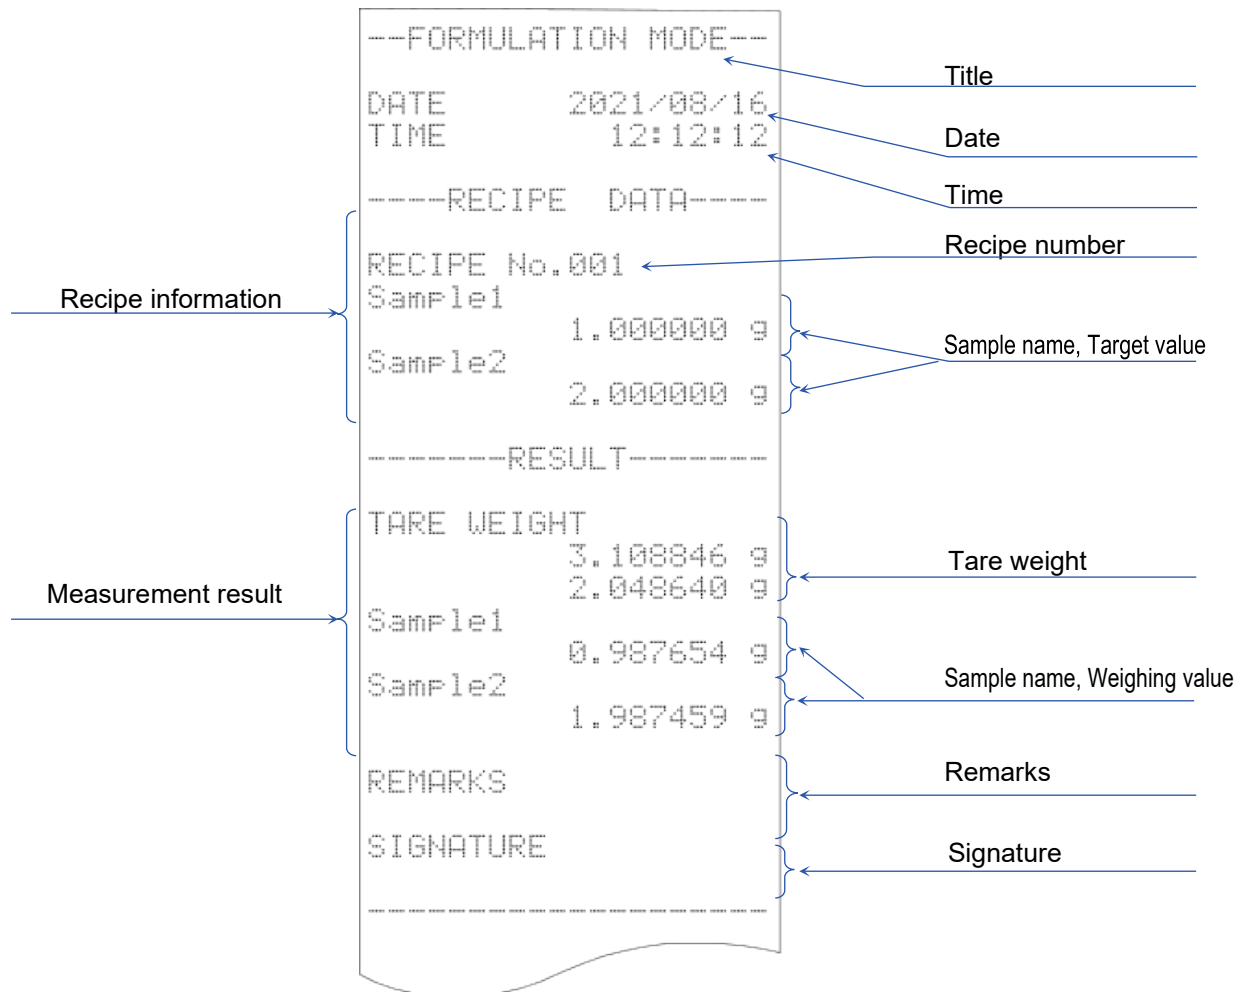 --FORMULATION MODE--
Title
DATE 2021/08/16
Date
TIME 12:12:12
Time
----RECIPE DATA----
Recipe number
RECIPE No.001
Recipe information
Sample1
1.000000 g
Sample name, Target value
Sample2
2.000000 g
-------RESULT-------
TARE WEIGHT
3.108846 g
Tare weight
2.048640 g
Measurement result
Sample1
0.987654 g
Sample2
Sample name, Weighing value
1.987459 g
REMARKS
Remarks
SIGNATURE
Signature
--------------------